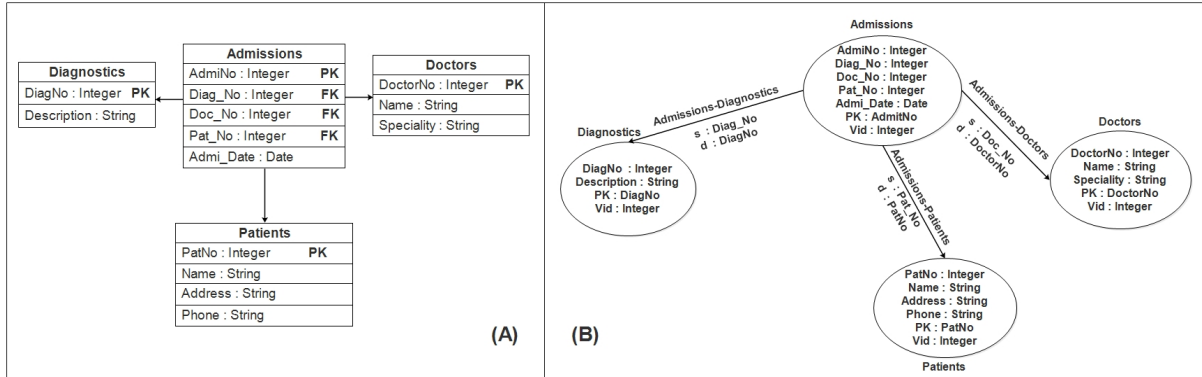 Admissions
AdmiNo : Integer PK
Diag_No : Integer FK
Doc_No : Integer FK
Pat_No : Integer FK
Admi_Date : Date
Diagnostics
DiagNo : Integer PK
Description : String
Doctors
DoctorNo : Integer PK
Name : String
Speciality : String
Patients
PatNo : Integer PK
Name : String
Address : String
Phone : String
(A)
Admissions
AdmiNo : Integer
Diag_No : Integer
Doc_No : Integer
Pat_No : Integer
Admi_Date : Date
PK : AdmitNo
Vid : Integer
Admissions-Diagnostics
s : Diag_No
d : DiagNo
Diagnostics
DiagNo : Integer
Description : String
PK : DiagNo
Vid : Integer
Admissions-Doctors
s : Doc_No
d : DoctorNo
Doctors
DoctorNo : Integer
Name : String
Speciality : String
PK : DoctorNo
Vid : Integer
Admissions-Patients
s : Pat_No
d : PatNo
PatNo : Integer
Name : String
Address : String
Phone : String
PK : PatNo
Vid : Integer
Patients
(B)